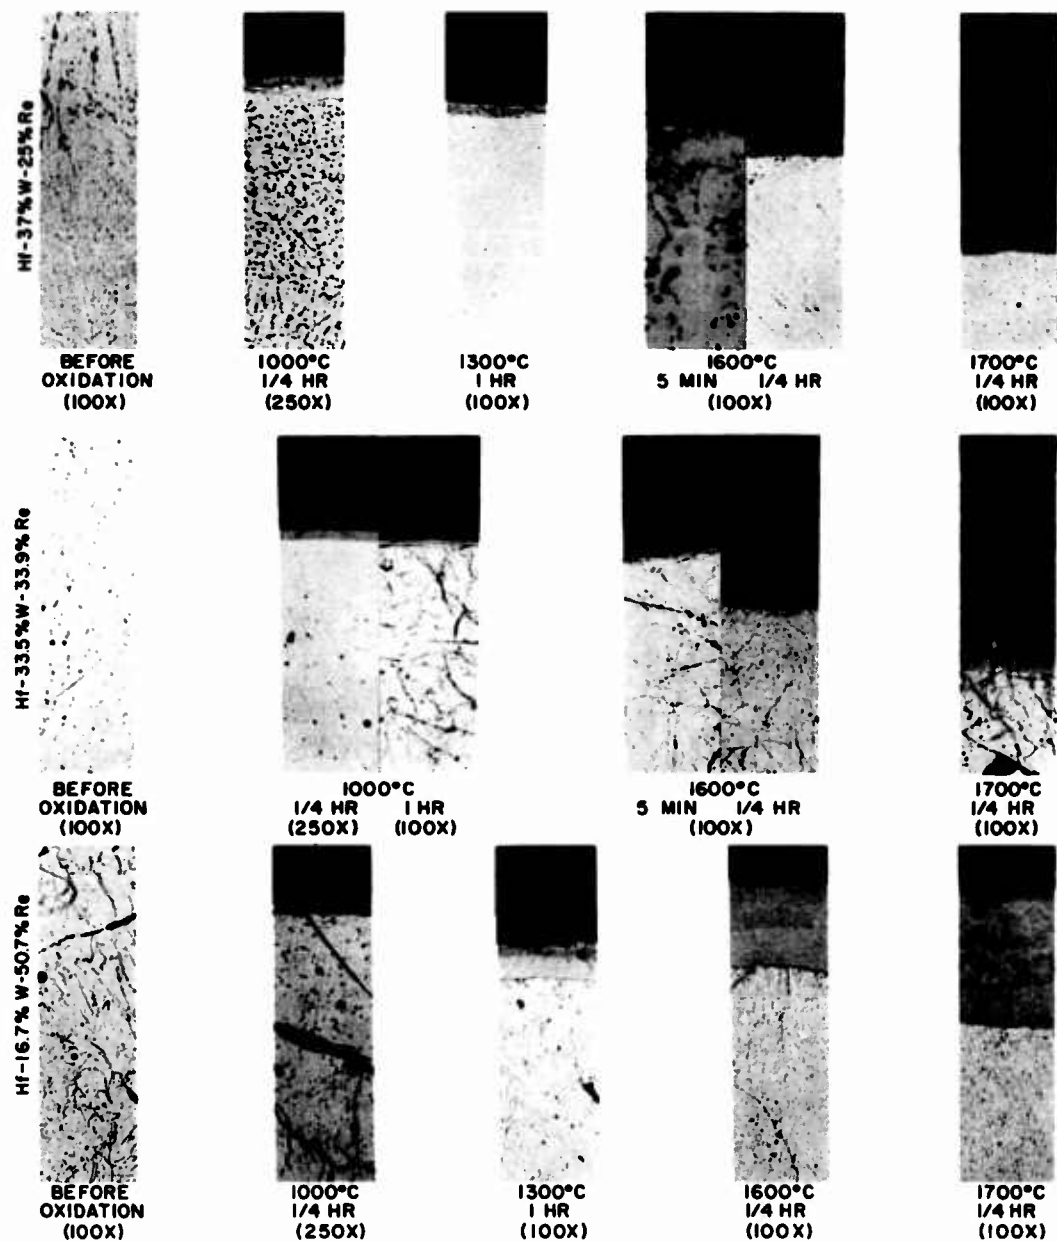 Hf-37%W-25%Re
BEFORE
OXIDATION
(100X)
1000°C
1/4 HR
(250X)
1300°C
1 HR
(100X)
1600°C
5 MIN 1/4 HR
(100X)
1700°C
1/4 HR
(100X)
Hf-33.5%W-33.9%Re
BEFORE
OXIDATION
(100X)
1000°C
1/4 HR 1 HR
(250X) (100X)
1600°C
5 MIN 1/4 HR
(100X)
1700°C
1/4 HR
(100X)
Hf-16.7%W-50.7%Re
BEFORE
OXIDATION
(100X)
1000°C
1/4 HR
(250X)
1300°C
1 HR
(100X)
1600°C
1/4 HR
(100X)
1700°C
1/4 HR
(100X)